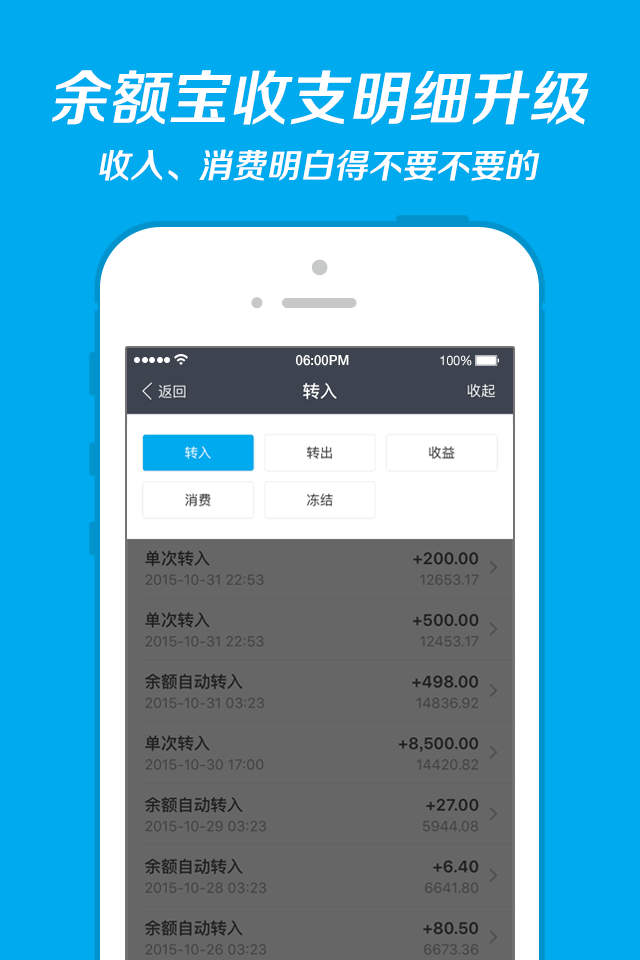 余额宝收支明细升级
收入、消费明白得不要不要的
06:00PM 100%
返回 转入 收起
转入 转出 收益
消费 冻结
单次转入 +200.00
2015-10-31 22:53 12653.17
单次转入 +500.00
2015-10-31 22:53 12453.17
余额自动转入 +498.00
2015-10-31 03:23 14836.92
单次转入 +8,500.00
2015-10-30 17:00 14420.82
余额自动转入 +27.00
2015-10-29 03:23 5944.08
余额自动转入 +6.40
2015-10-28 03:23 6641.80
余额自动转入 +80.50
2015-10-26 03:23 6673.36